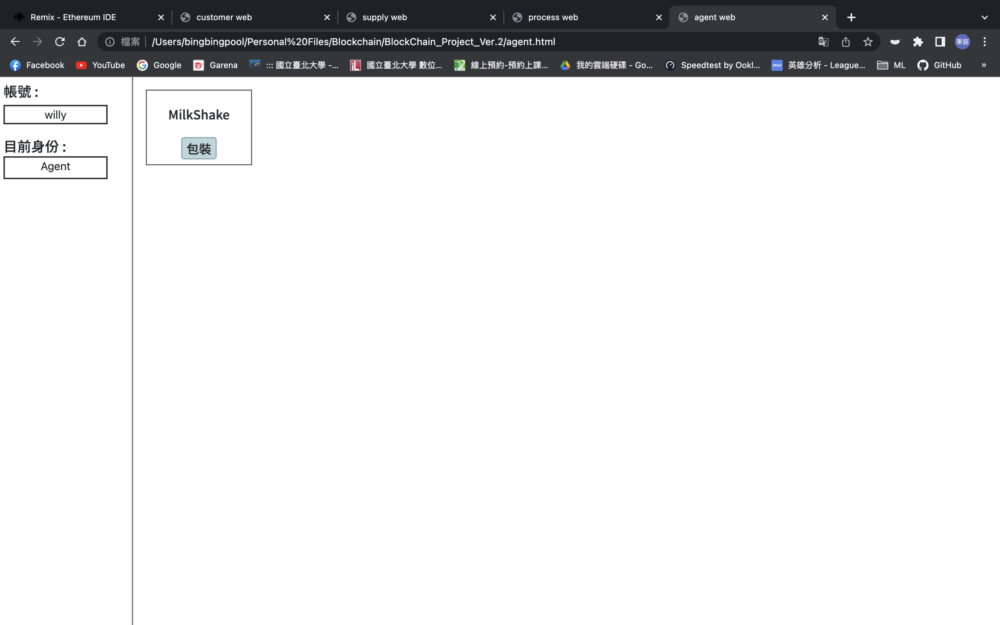 Remix - Ethereum IDE
customer web
supply web
process web
agent web
檔案
/Users/bingbingpool/Personal%20Files/Blockchain/BlockChain_Project_Ver.2/agent.html
秉宸
Facebook
YouTube
Google
Garena
::: 國立臺北大學 -...
國立臺北大學 數位...
線上預約-預約上課...
我的雲端硬碟 - Go...
Speedtest by Ookl...
OP.GG
英雄分析 - League...
ML
GitHub
»
帳號 :
willy
目前身份 :
Agent
MilkShake
包裝